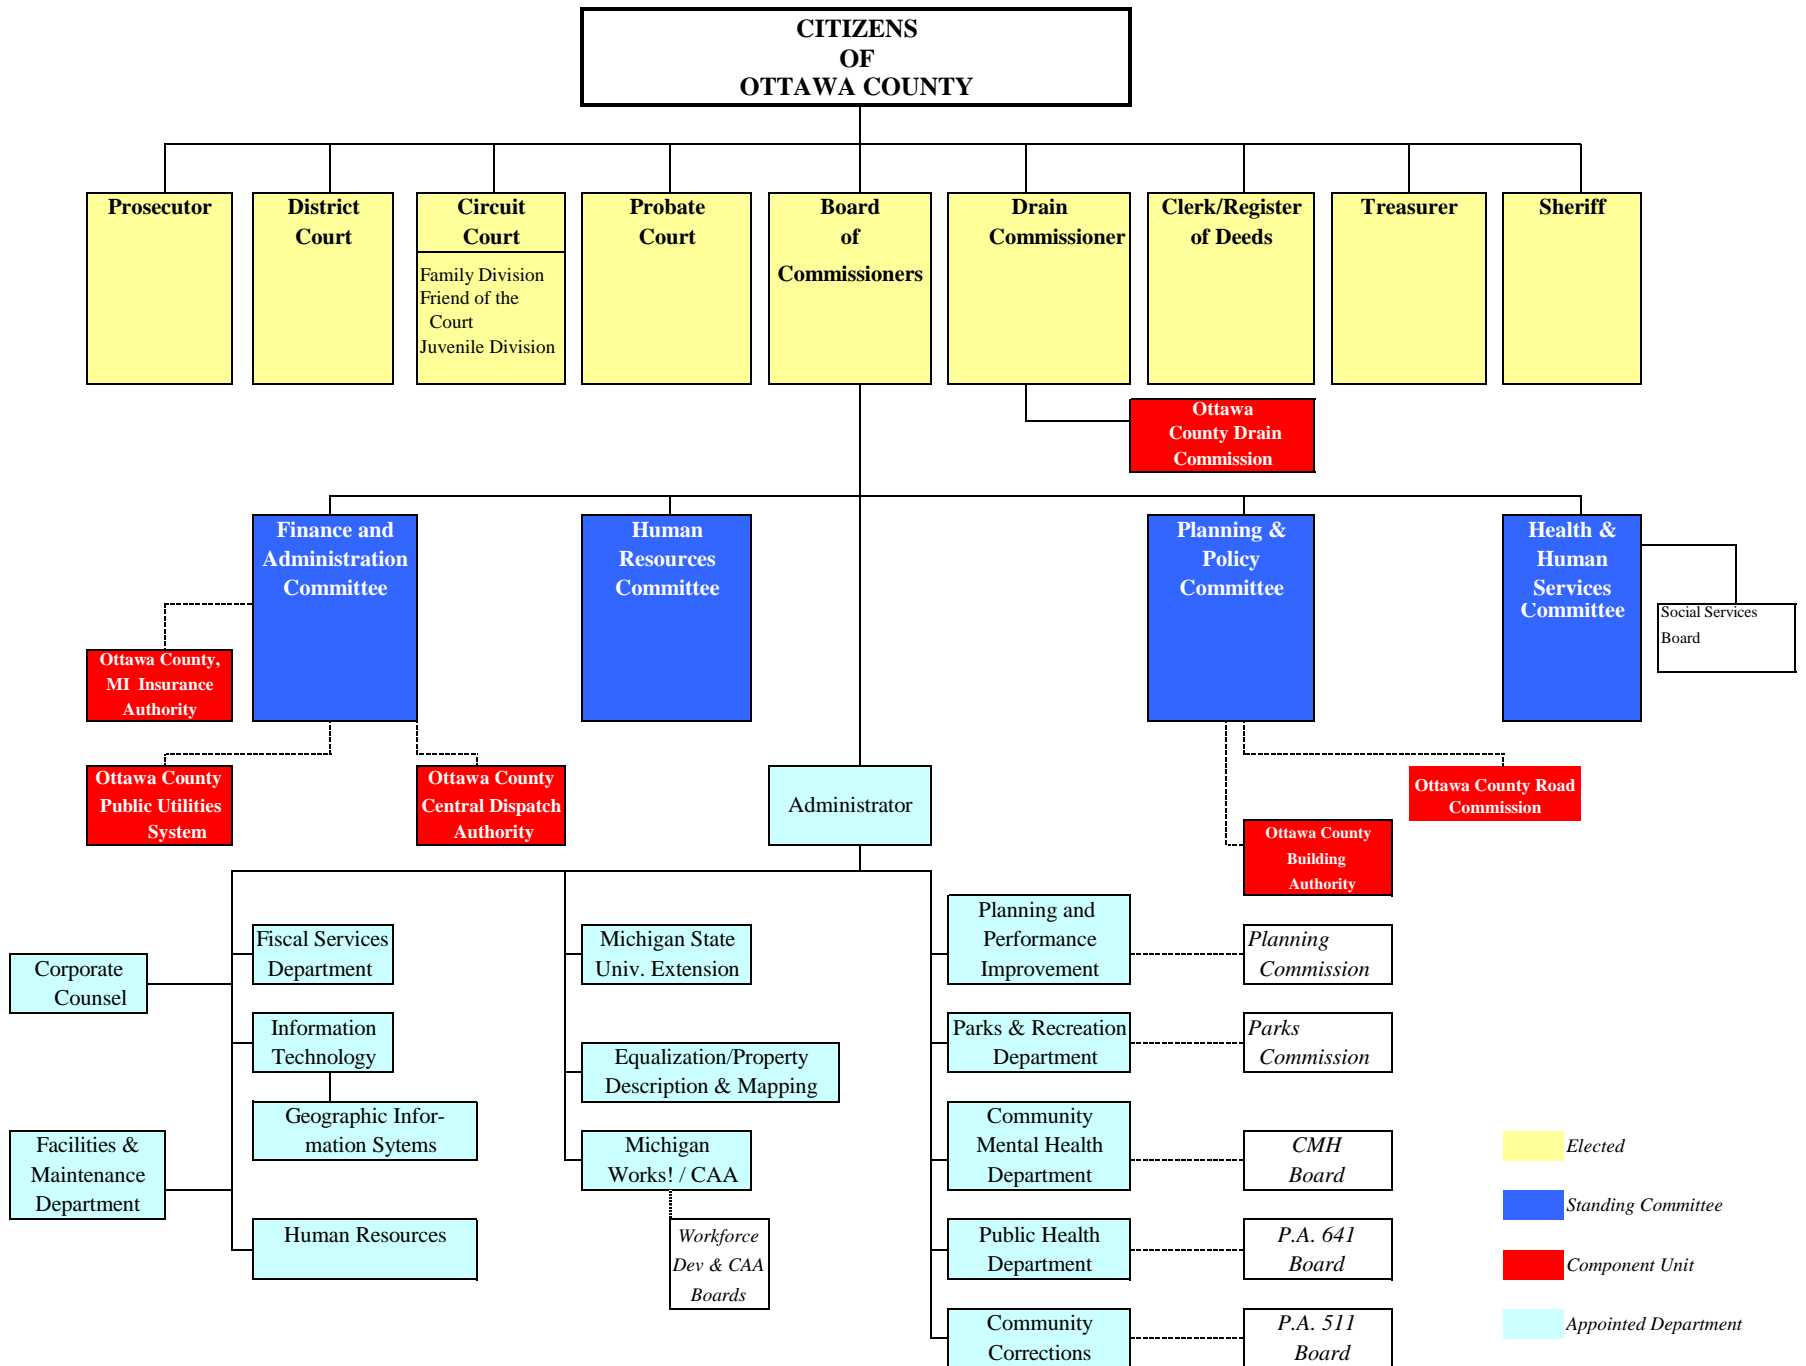 CITIZENS
OF
OTTAWA COUNTY
Prosecutor
District
Court
Circuit
Court
Family Division
Friend of the
Court
Juvenile Division
Probate
Court
Board
of
Commissioners
Drain
Commissioner
Clerk/Register
of Deeds
Treasurer
Sheriff
Ottawa
County Drain
Commission
Finance and
Administration
Committee
Human
Resources
Committee
Planning &
Policy
Committee
Health &
Human
Services
Committee
Social Services
Board
Ottawa County,
MI Insurance
Authority
Ottawa County
Public Utilities
System
Ottawa County
Central Dispatch
Authority
Administrator
Ottawa County Road
Commission
Ottawa County
Building
Authority
Corporate
Counsel
Facilities &
Maintenance
Department
Fiscal Services
Department
Information
Technology
Geographic Infor-
mation Sytems
Human Resources
Michigan State
Univ. Extension
Equalization/Property
Description & Mapping
Michigan
Works! / CAA
Workforce
Dev & CAA
Boards
Planning and
Performance
Improvement
Planning
Commission
Parks & Recreation
Department
Parks
Commission
Community
Mental Health
Department
CMH
Board
Public Health
Department
P.A. 641
Board
Community
Corrections
P.A. 511
Board
Elected
Standing Committee
Component Unit
Appointed Department